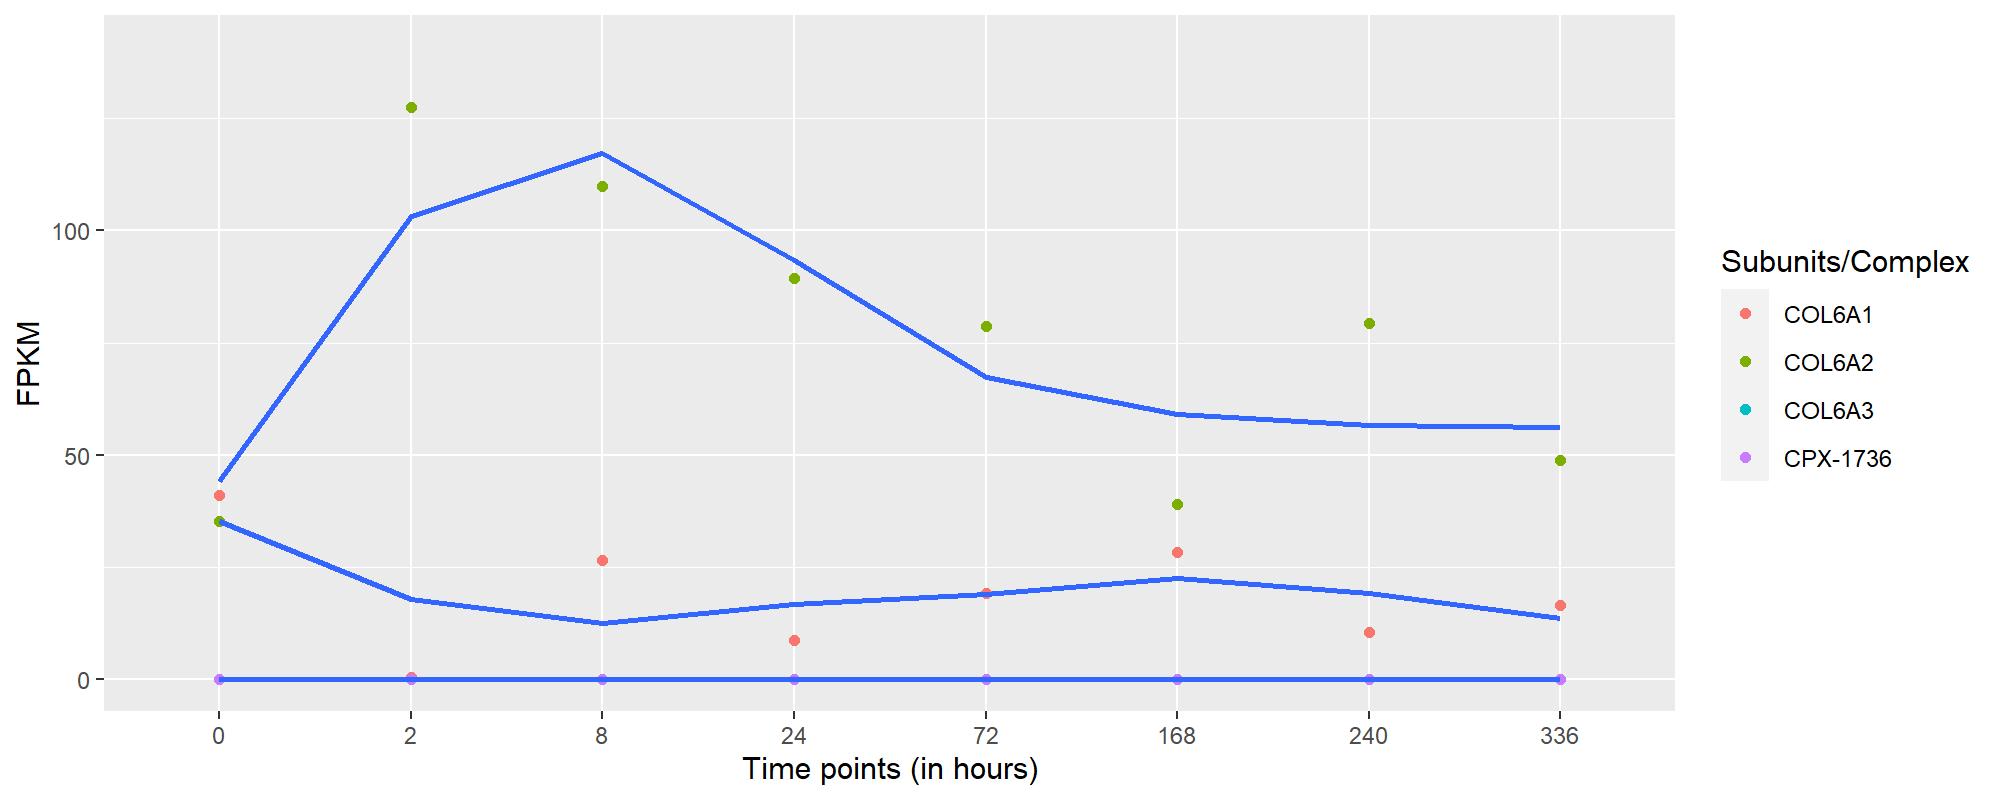 100
50
0
FPKM
0 2 8 24 72 168 240 336
Time points (in hours)
Subunits/Complex
COL6A1
COL6A2
COL6A3
CPX-1736